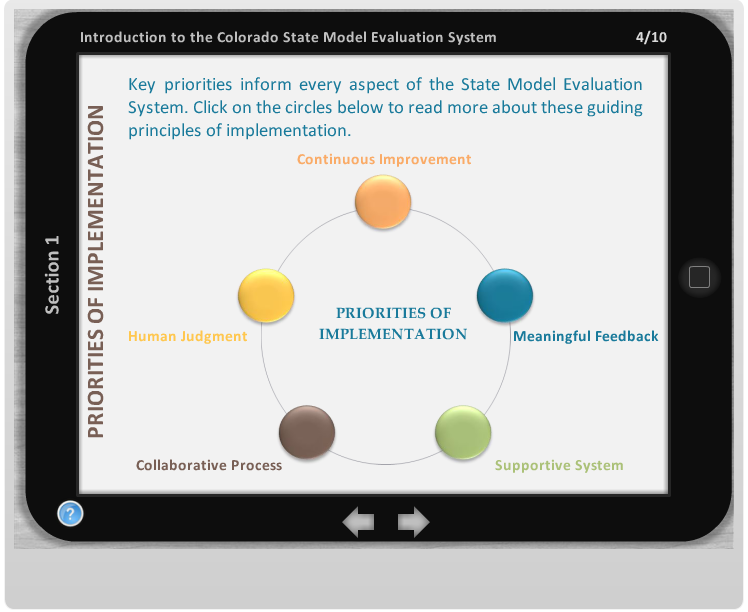 Introduction to the Colorado State Model Evaluation System
4/10
Section 1
PRIORITIES OF IMPLEMENTATION
Key priorities inform every aspect of the State Model Evaluation
System. Click on the circles below to read more about these guiding
principles of implementation.
Continuous Improvement
PRIORITIES OF
IMPLEMENTATION
Human Judgment
Meaningful Feedback
Collaborative Process
Supportive System
?